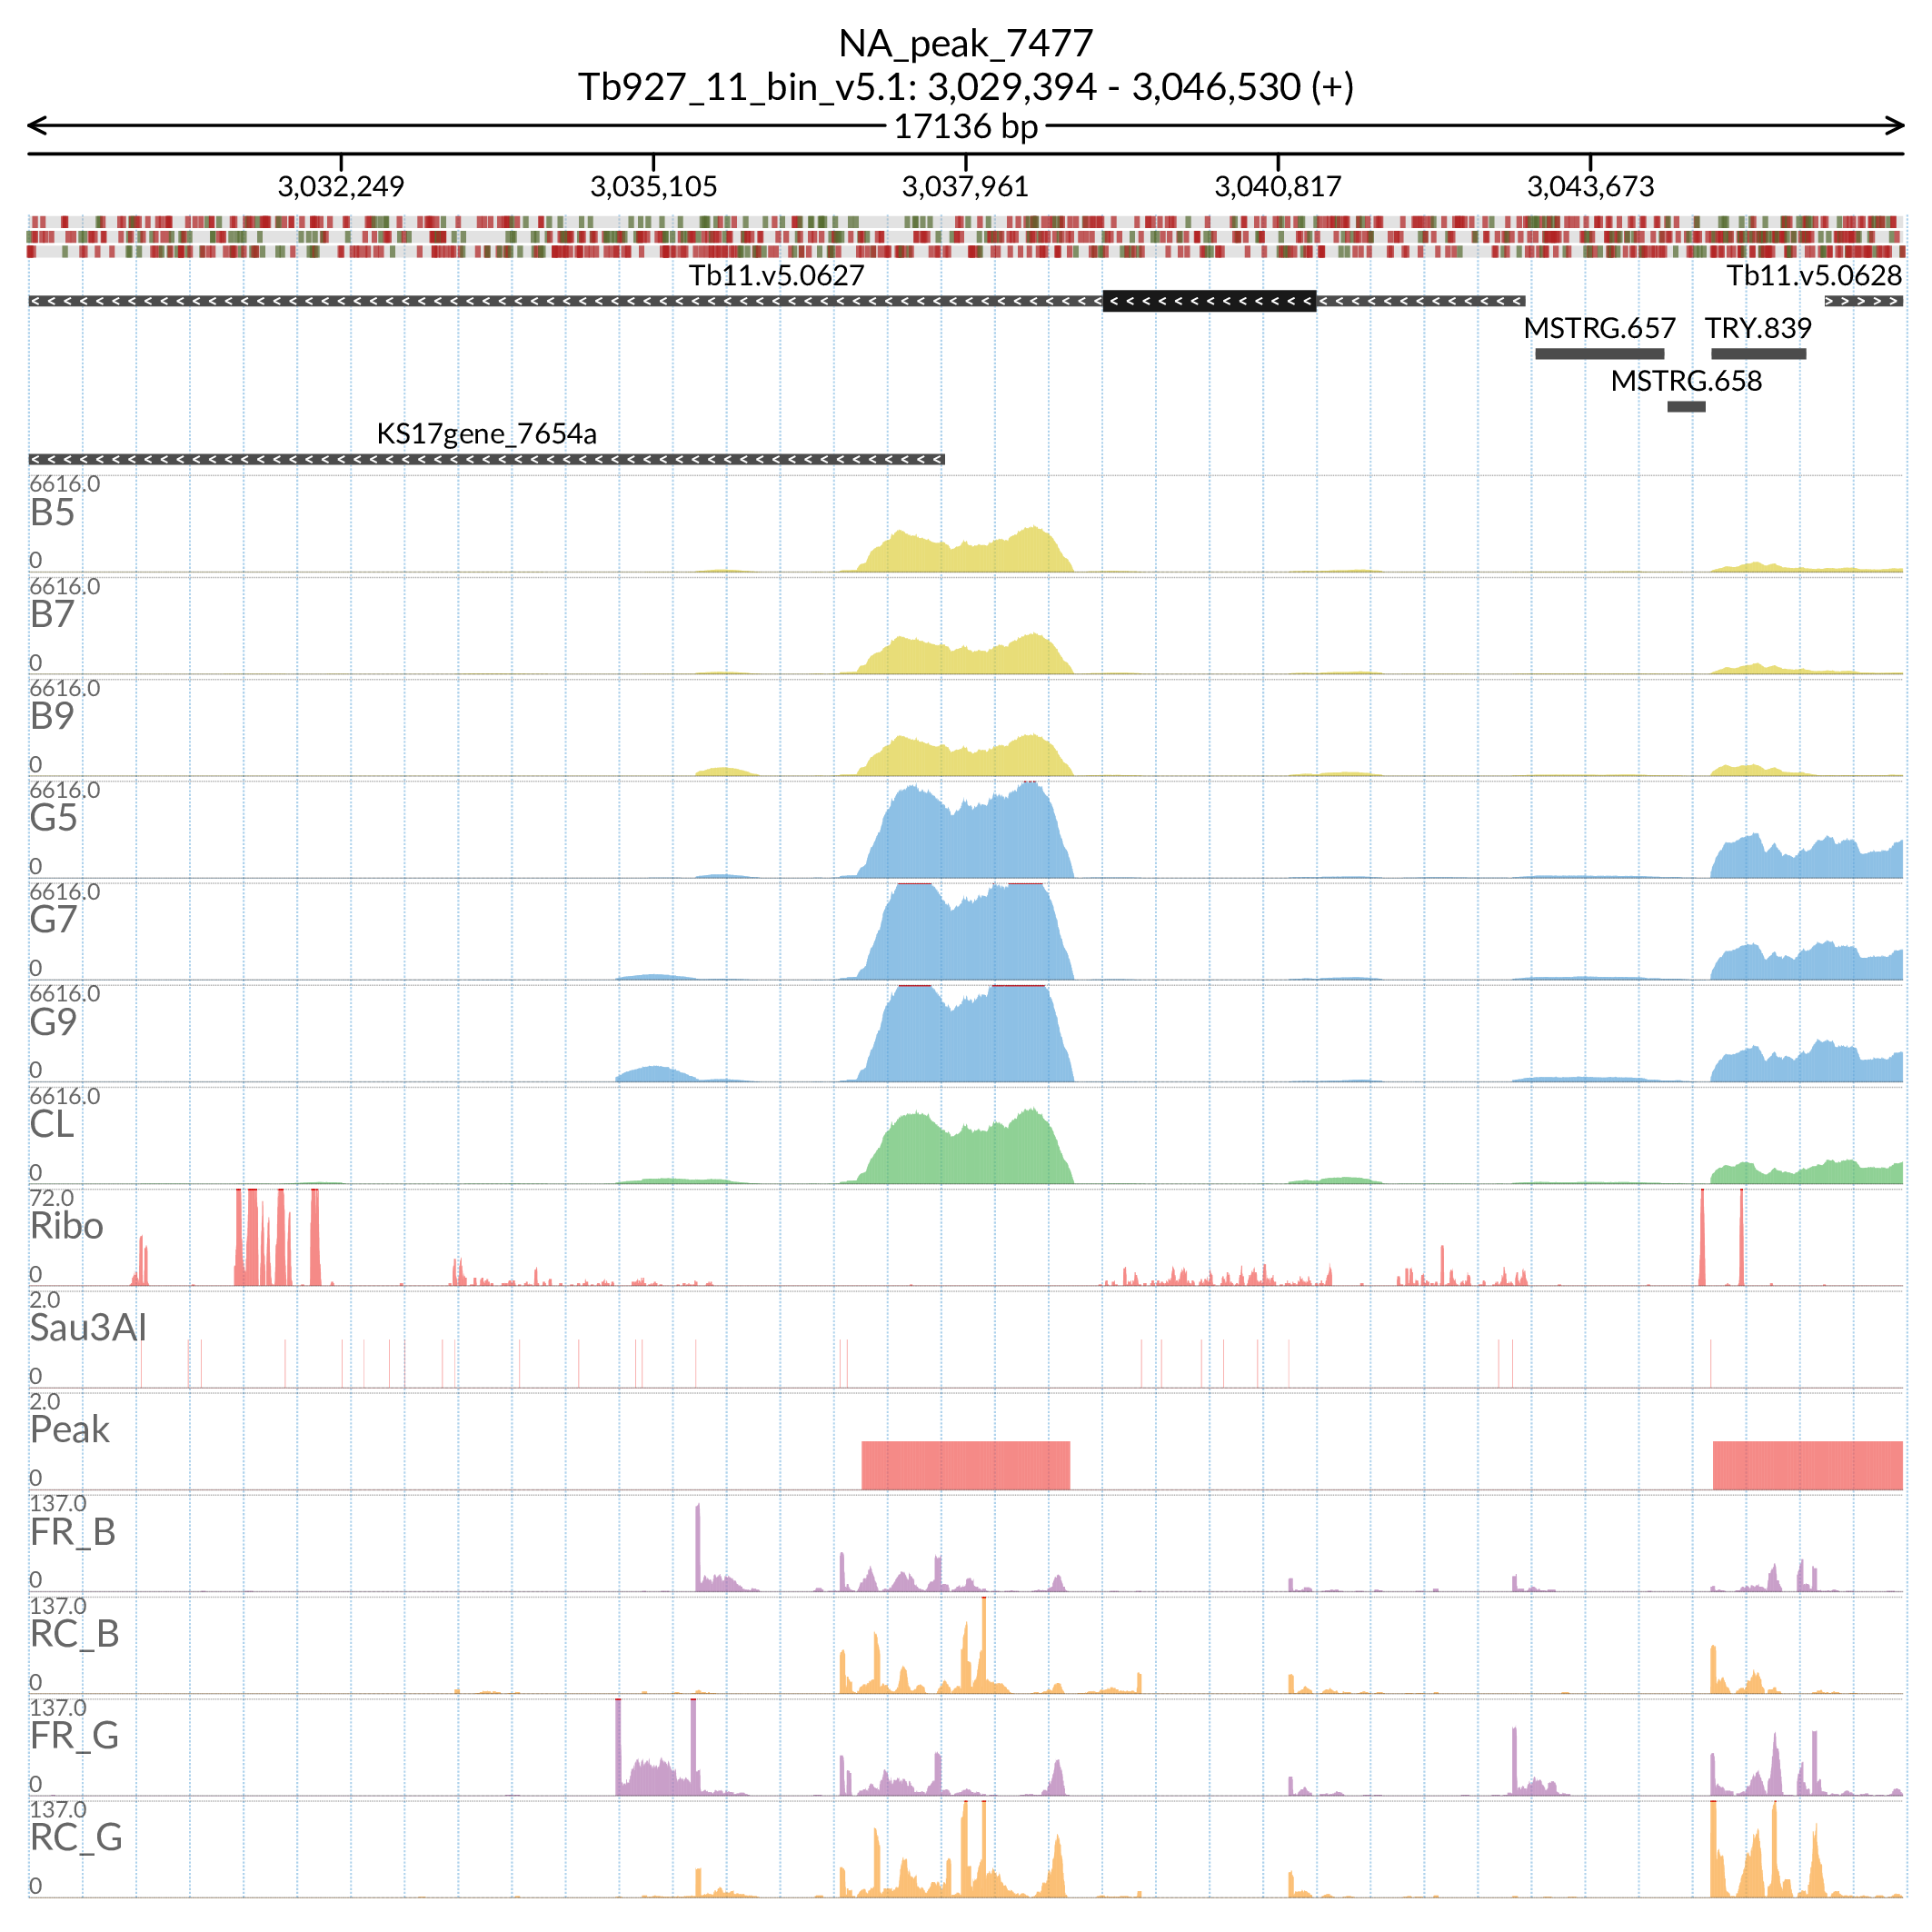 NA_peak_7477
Tb927_11_bin_v5.1: 3,029,394 - 3,046,530 (+)
17136 bp
3,032,249 3,035,105 3,037,961 3,040,817 3,043,673
Tb11.v5.0627 Tb11.v5.0628
MSTRG.657 TRY.839
MSTRG.658
KS17gene_7654a
6616.0
B5
0
6616.0
B7
0
6616.0
B9
0
6616.0
G5
0
6616.0
G7
0
6616.0
G9
0
6616.0
CL
0
72.0
Ribo
0
2.0
Sau3AI
0
2.0
Peak
0
137.0
FR_B
0
137.0
RC_B
0
137.0
FR_G
0
137.0
RC_G
0